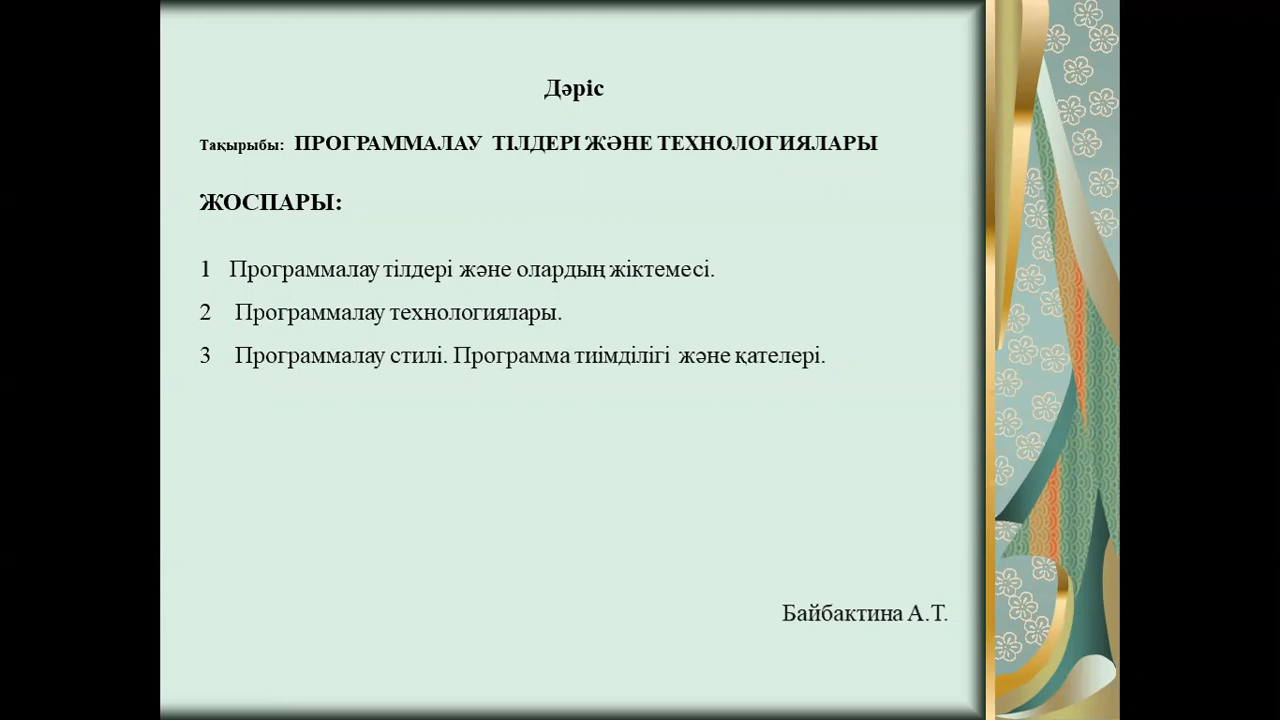 Дәріс
Тақырыбы: ПРОГРАММАЛАУ ТІЛДЕРІ ЖӘНЕ ТЕХНОЛОГИЯЛАРЫ
ЖОСПАРЫ:
1 Программалау тілдері және олардың жіктемесі.
2 Программалау технологиялары.
3 Программалау стилі. Программа тиімділігі және қателері.
Байбактина А.Т.